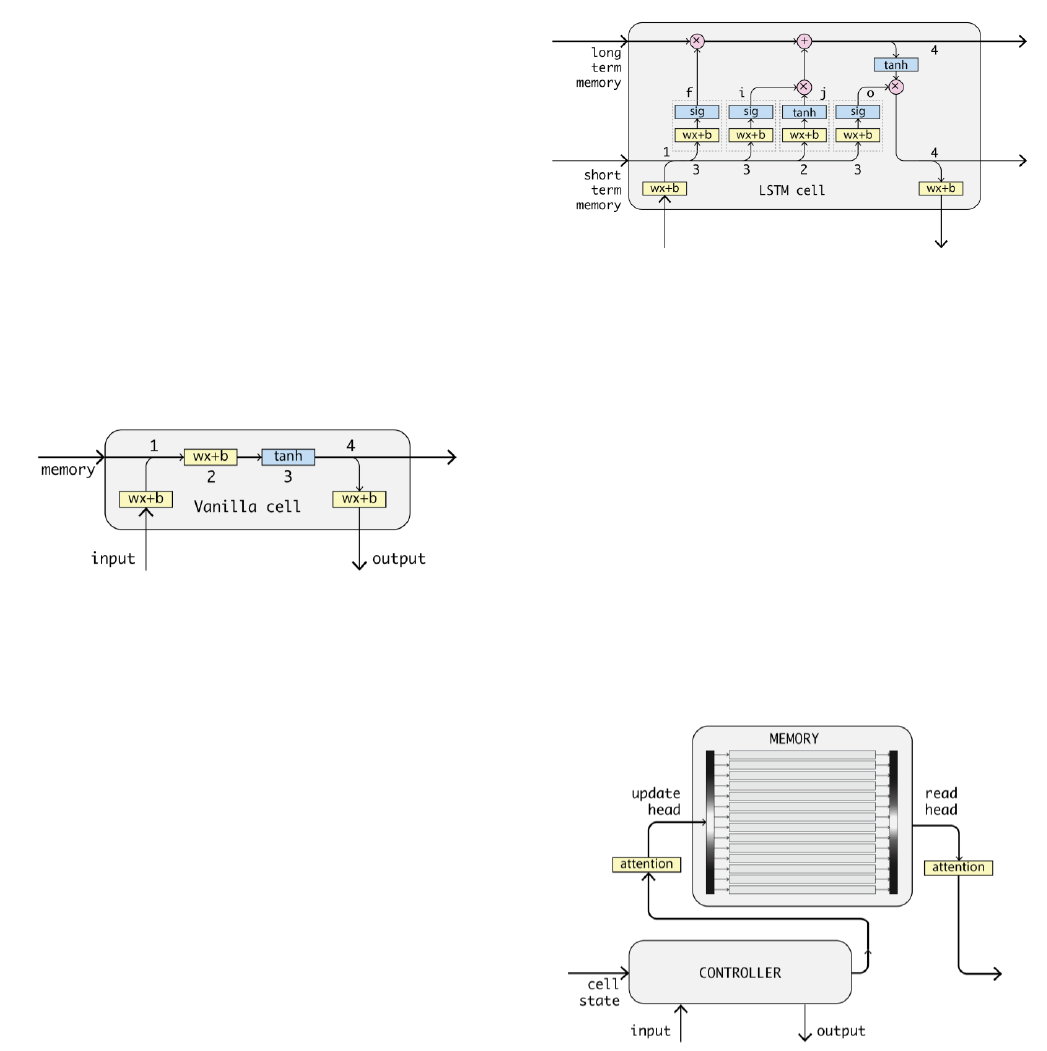 long
term
memory
× + 4
tanh
×
f i × j o
sig sig tanh sig
wx+b wx+b wx+b wx+b
1 4
3 3 2 3
short
term
memory
wx+b LSTM cell wx+b
1 wx+b tanh 4
memory
2 3
wx+b Vanilla cell wx+b
input output
MEMORY
update
head
read
head
attention attention
CONTROLLER
cell
state
input output